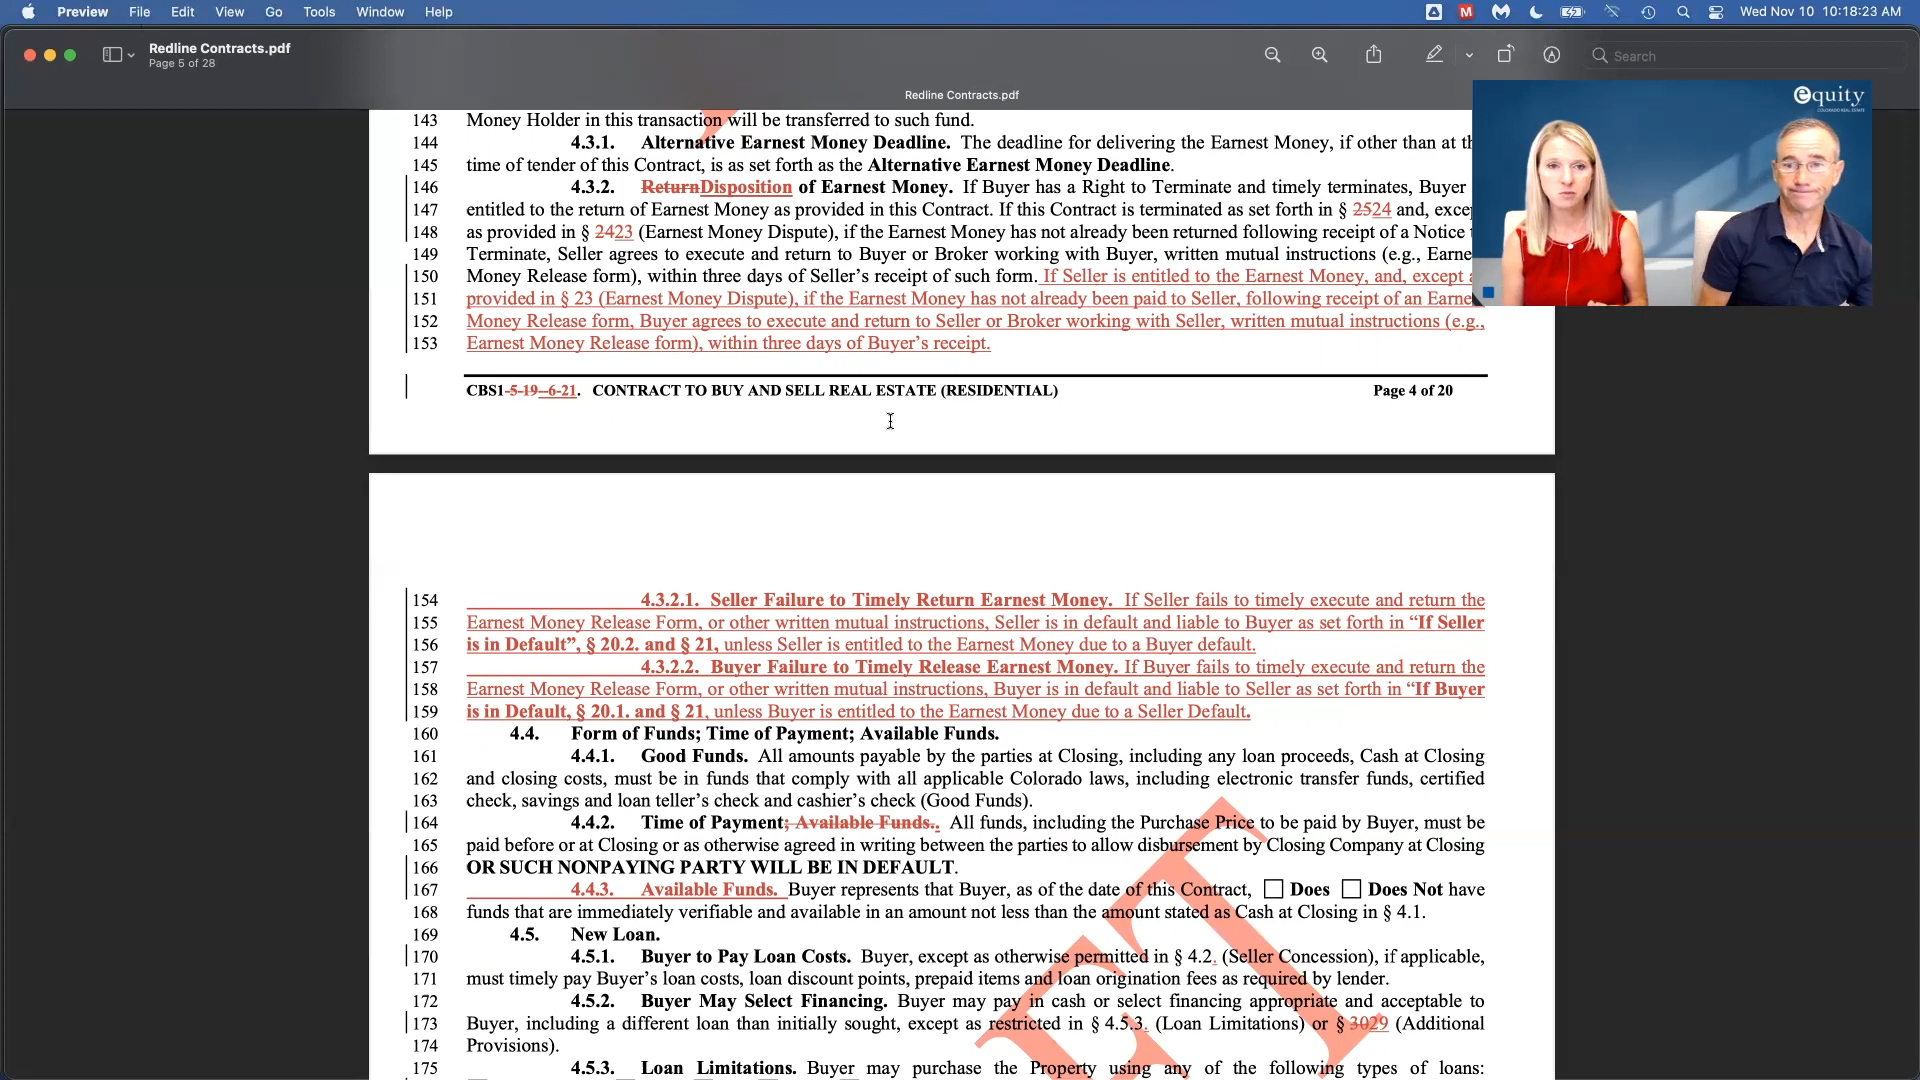 Preview File Edit View Go Tools Window Help Wed Nov 10 10:18:23 AM
Redline Contracts.pdf
Page 5 of 28
Search
Redline Contracts.pdf
equity
COLORADO REAL ESTATE
143 Money Holder in this transaction will be transferred to such fund.
144 4.3.1. Alternative Earnest Money Deadline. The deadline for delivering the Earnest Money, if other than at th
145 time of tender of this Contract, is as set forth as the Alternative Earnest Money Deadline.
146 4.3.2. ReturnDisposition of Earnest Money. If Buyer has a Right to Terminate and timely terminates, Buyer
147 entitled to the return of Earnest Money as provided in this Contract. If this Contract is terminated as set forth in § 2524 and, excep
148 as provided in § 2423 (Earnest Money Dispute), if the Earnest Money has not already been returned following receipt of a Notice
149 Terminate, Seller agrees to execute and return to Buyer or Broker working with Buyer, written mutual instructions (e.g., Earne
150 Money Release form), within three days of Seller’s receipt of such form. If Seller is entitled to the Earnest Money, and, except
151 provided in § 23 (Earnest Money Dispute), if the Earnest Money has not already been paid to Seller, following receipt of an Earne
152 Money Release form, Buyer agrees to execute and return to Seller or Broker working with Seller, written mutual instructions (e.g.,
153 Earnest Money Release form), within three days of Buyer’s receipt.
CBS1-5-19--6-21. CONTRACT TO BUY AND SELL REAL ESTATE (RESIDENTIAL) Page 4 of 20
154 4.3.2.1. Seller Failure to Timely Return Earnest Money. If Seller fails to timely execute and return the
155 Earnest Money Release Form, or other written mutual instructions, Seller is in default and liable to Buyer as set forth in “If Seller
156 is in Default”, § 20.2. and § 21, unless Seller is entitled to the Earnest Money due to a Buyer default.
157 4.3.2.2. Buyer Failure to Timely Release Earnest Money. If Buyer fails to timely execute and return the
158 Earnest Money Release Form, or other written mutual instructions, Buyer is in default and liable to Seller as set forth in “If Buyer
159 is in Default, § 20.1. and § 21, unless Buyer is entitled to the Earnest Money due to a Seller Default.
160 4.4. Form of Funds; Time of Payment; Available Funds.
161 4.4.1. Good Funds. All amounts payable by the parties at Closing, including any loan proceeds, Cash at Closing
162 and closing costs, must be in funds that comply with all applicable Colorado laws, including electronic transfer funds, certified
163 check, savings and loan teller’s check and cashier’s check (Good Funds).
164 4.4.2. Time of Payment; Available Funds.. All funds, including the Purchase Price to be paid by Buyer, must be
165 paid before or at Closing or as otherwise agreed in writing between the parties to allow disbursement by Closing Company at Closing
166 OR SUCH NONPAYING PARTY WILL BE IN DEFAULT.
167 4.4.3. Available Funds. Buyer represents that Buyer, as of the date of this Contract, ☐ Does ☐ Does Not have
168 funds that are immediately verifiable and available in an amount not less than the amount stated as Cash at Closing in § 4.1.
169 4.5. New Loan.
170 4.5.1. Buyer to Pay Loan Costs. Buyer, except as otherwise permitted in § 4.2. (Seller Concession), if applicable,
171 must timely pay Buyer’s loan costs, loan discount points, prepaid items and loan origination fees as required by lender.
172 4.5.2. Buyer May Select Financing. Buyer may pay in cash or select financing appropriate and acceptable to
173 Buyer, including a different loan than initially sought, except as restricted in § 4.5.3. (Loan Limitations) or § 3029 (Additional
174 Provisions).
175 4.5.3. Loan Limitations. Buyer may purchase the Property using any of the following types of loans: